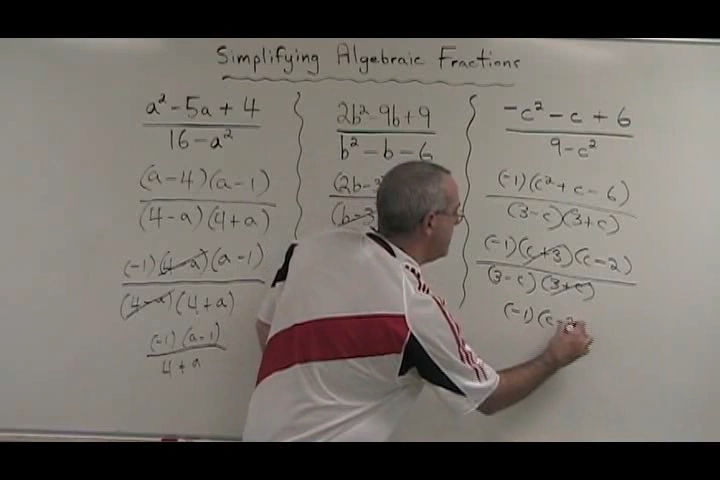 Simplifying Algebraic Fractions
a² - 5a + 4
16 - a²
(a - 4)(a - 1)
(4 - a)(4 + a)
(-1)(4 - a)(a - 1)
(4 - a)(4 + a)
(-1)(a - 1)
4 + a
2b² - 9b + 9
b² - b - 6
(2b - 3
(b - 3
-c² - c + 6
9 - c²
(-1)(c² + c - 6)
(3 - c)(3 + c)
(-1)(c + 3)(c - 2)
(3 - c)(3 + c)
(-1)(c - 2